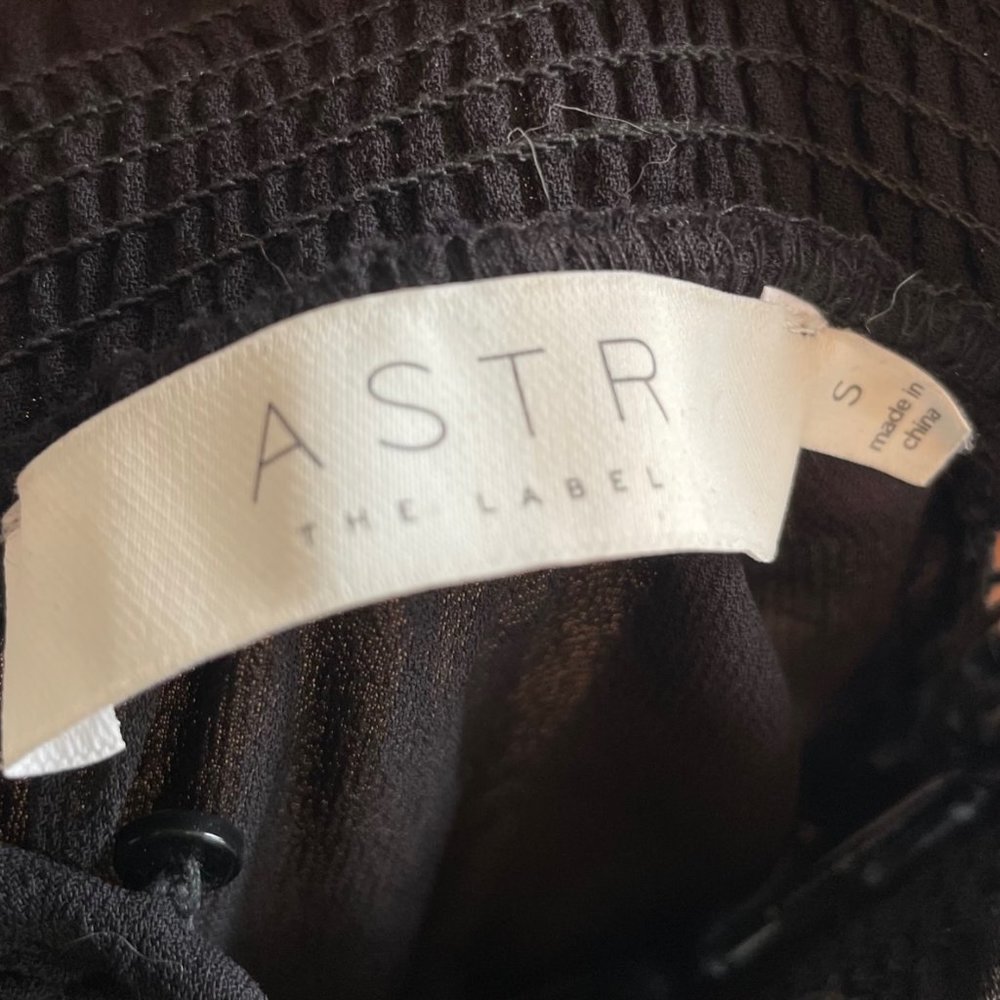 ASTR
THE LABEL
S
made in
china